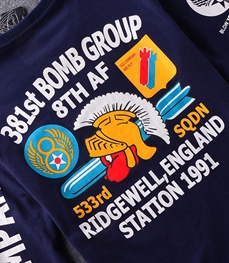 381st BOMB GROUP
8TH AF
533rd SQDN
RIDGEWELL, ENGLAND
STATION 1991